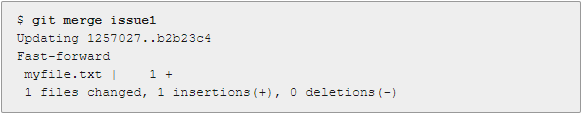 $ git merge issue1
Updating 1257027..b2b23c4
Fast-forward
 myfile.txt |    1 +
 1 files changed, 1 insertions(+), 0 deletions(-)